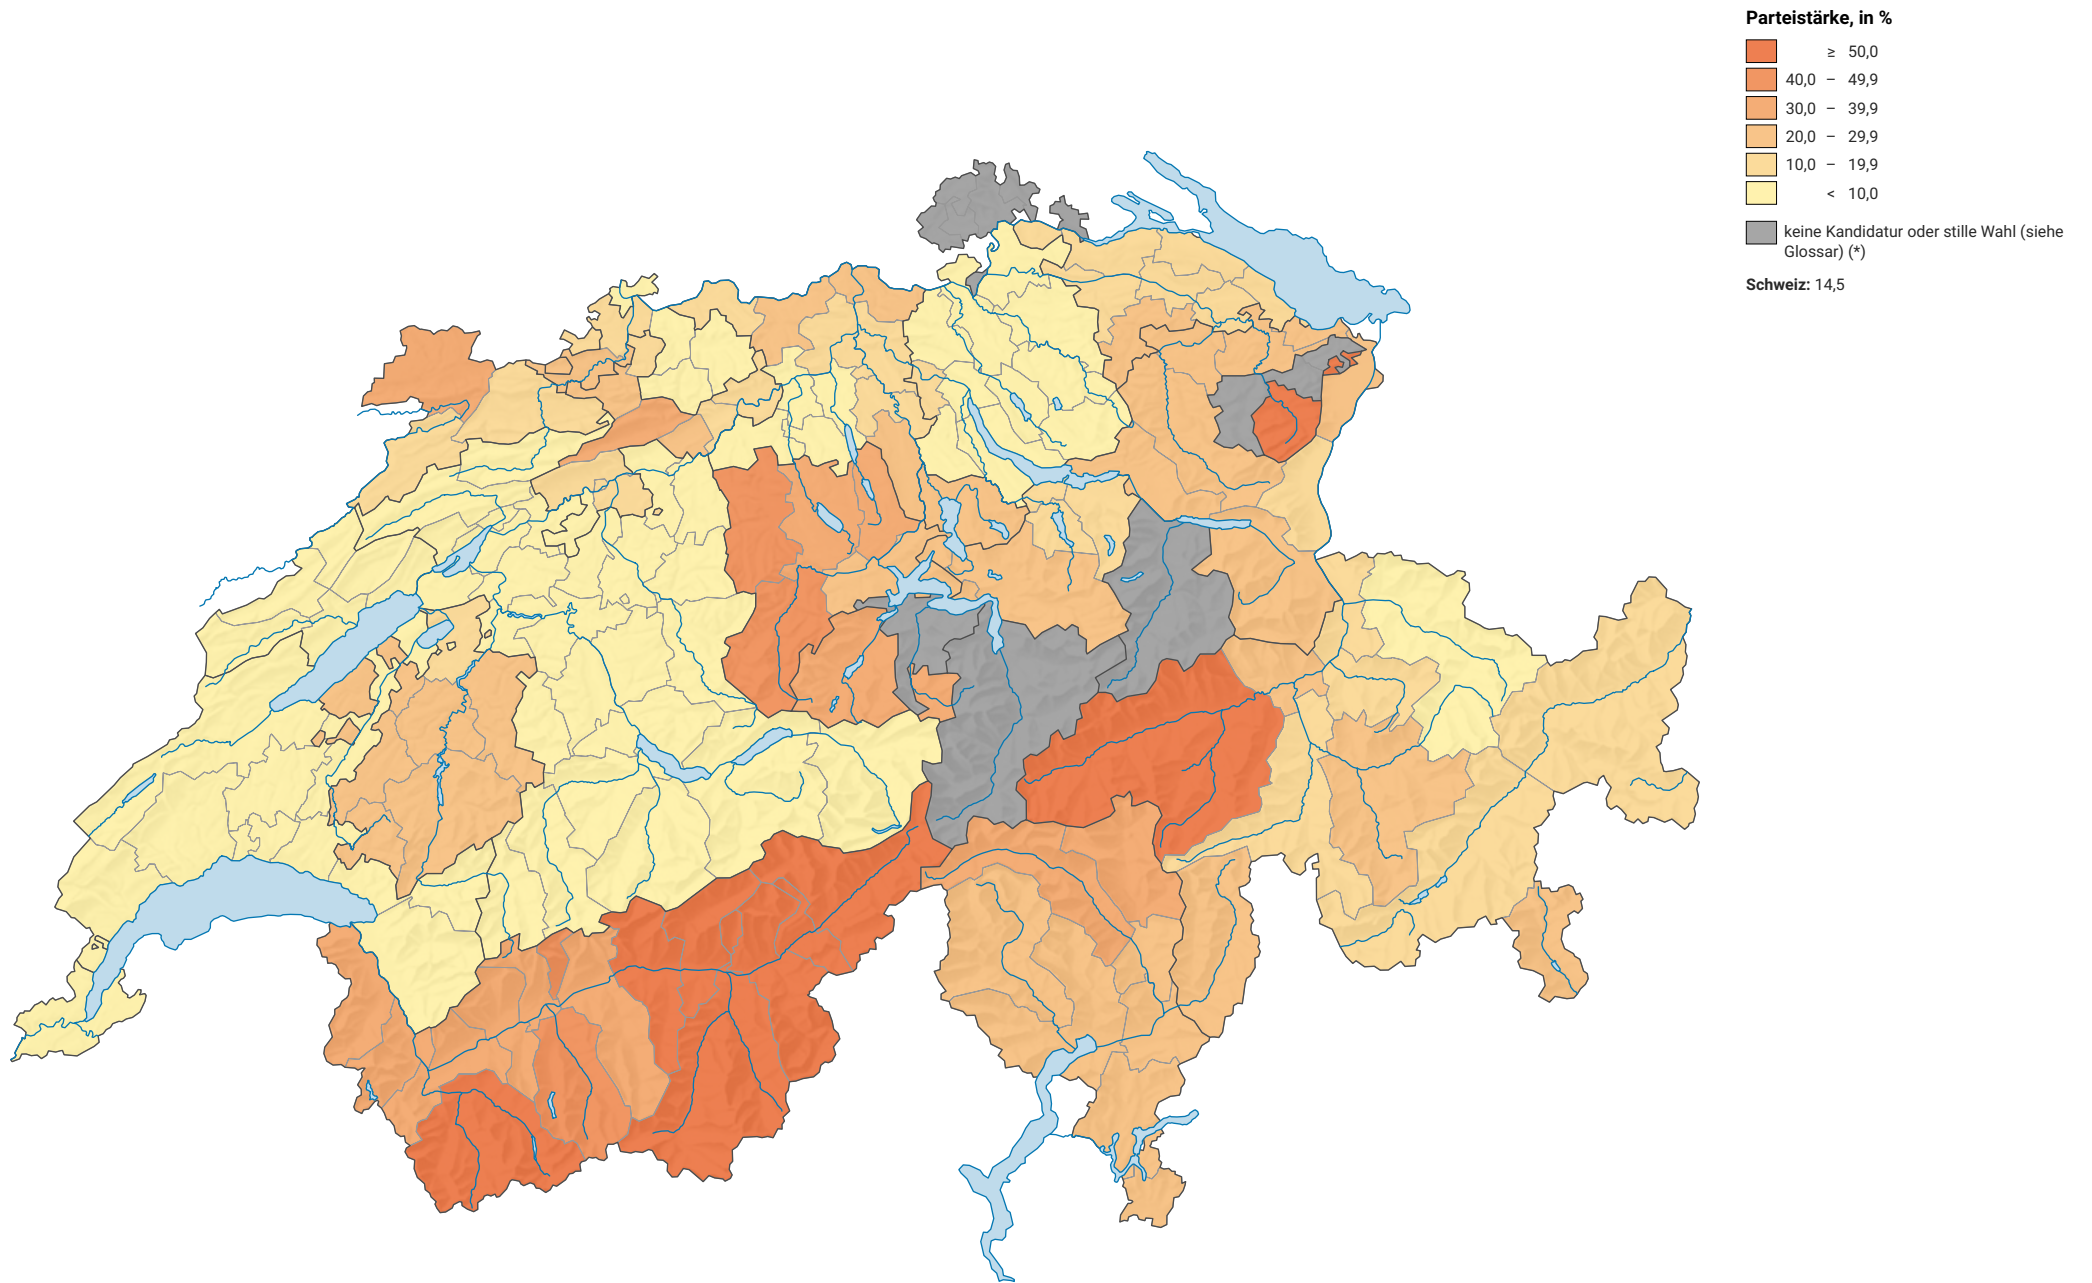 Parteistärke, in %
≥ 50,0
40,0 – 49,9
30,0 – 39,9
20,0 – 29,9
10,0 – 19,9
< 10,0
keine Kandidatur oder stille Wahl (siehe
Glossar) (*)
Schweiz: 14,5